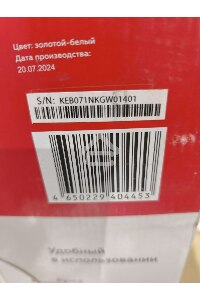 Цвет: золотой-белый
Дата производства:
20.07.2024
S/N: KEB071NKGW01401
4 650229 404453
Удобный
в использовании